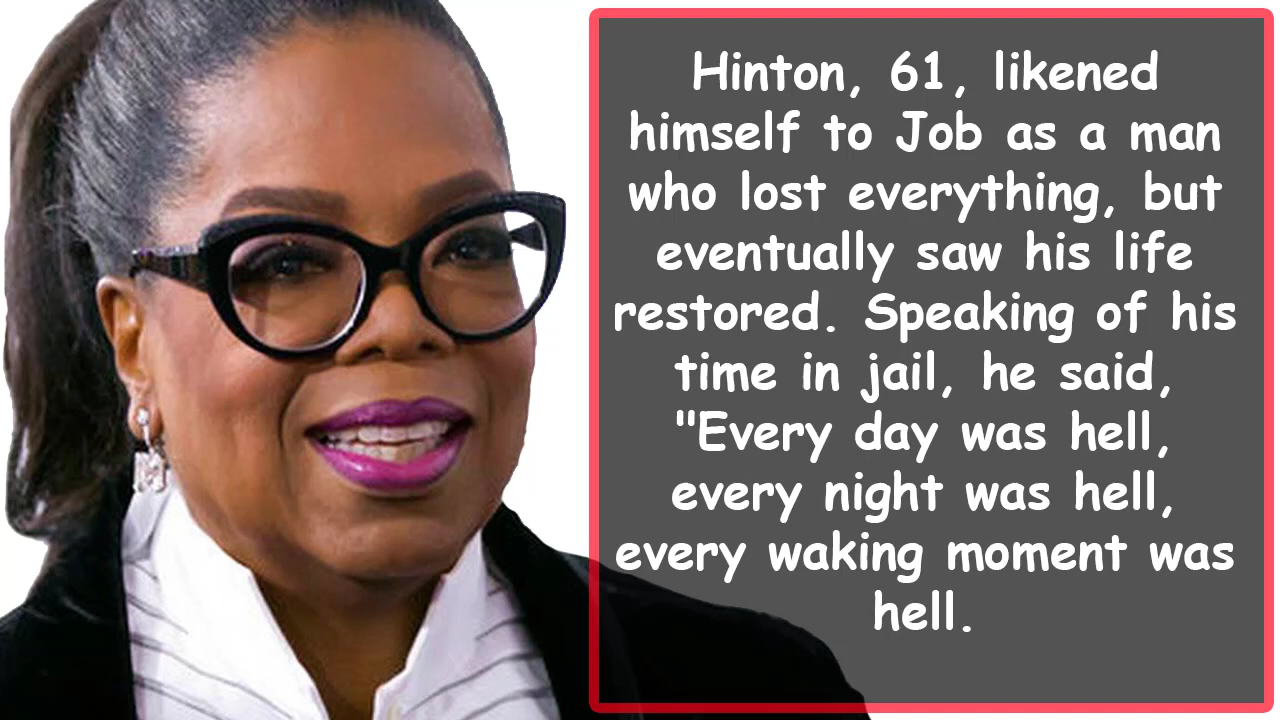 Hinton, 61, likened
himself to Job as a man
who lost everything, but
eventually saw his life
restored. Speaking of his
time in jail, he said,
"Every day was hell,
every night was hell,
every waking moment was
hell.